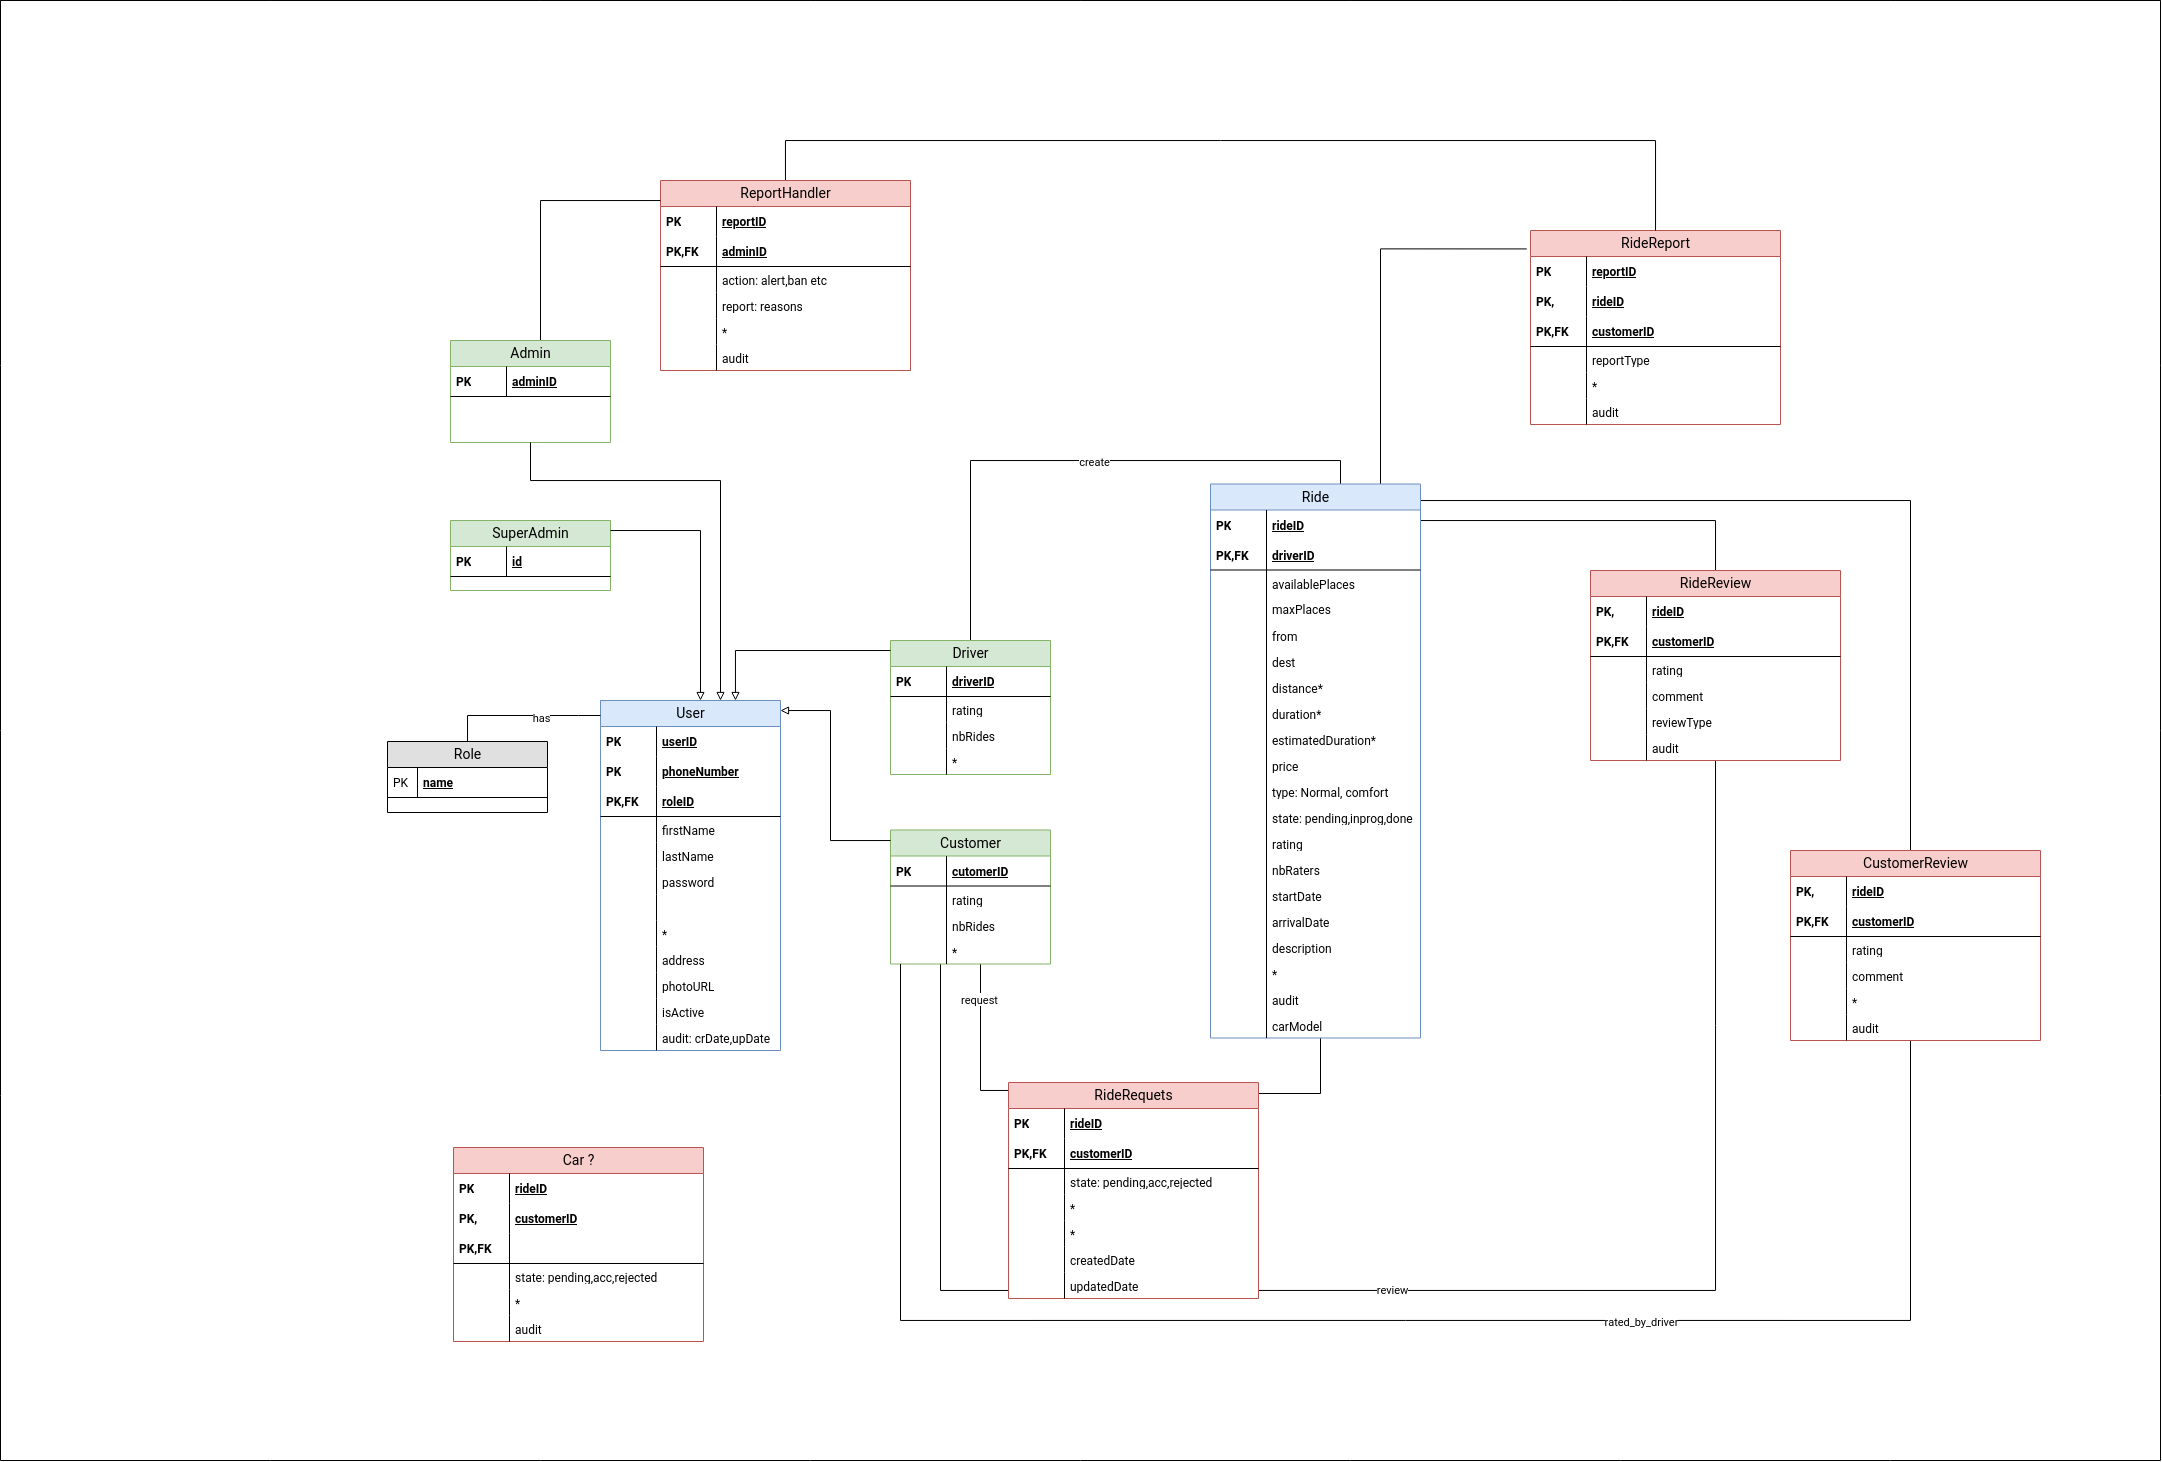 ReportHandler
PK reportID
PK,FK adminID
action: alert,ban etc
report: reasons
*
audit
RideReport
PK reportID
PK, rideID
PK,FK customerID
reportType
*
audit
Admin
PK adminID
create
SuperAdmin
PK id
Ride
PK rideID
PK,FK driverID
availablePlaces
maxPlaces
from
dest
distance*
duration*
estimatedDuration*
price
type: Normal, comfort
state: pending,inprog,done
rating
nbRaters
startDate
arrivalDate
description
*
audit
carModel
RideReview
PK, rideID
PK,FK customerID
rating
comment
reviewType
audit
Driver
PK driverID
rating
nbRides
*
has
Role
PK name
User
PK userID
PK phoneNumber
PK,FK roleID
firstName
lastName
password
*
address
photoURL
isActive
audit: crDate,upDate
Customer
PK cutomerID
rating
nbRides
*
request
CustomerReview
PK, rideID
PK,FK customerID
rating
comment
*
audit
RideRequets
PK rideID
PK,FK customerID
state: pending,acc,rejected
*
*
createdDate
updatedDate
Car ?
PK rideID
PK, customerID
PK,FK
state: pending,acc,rejected
*
audit
review
rated_by_driver